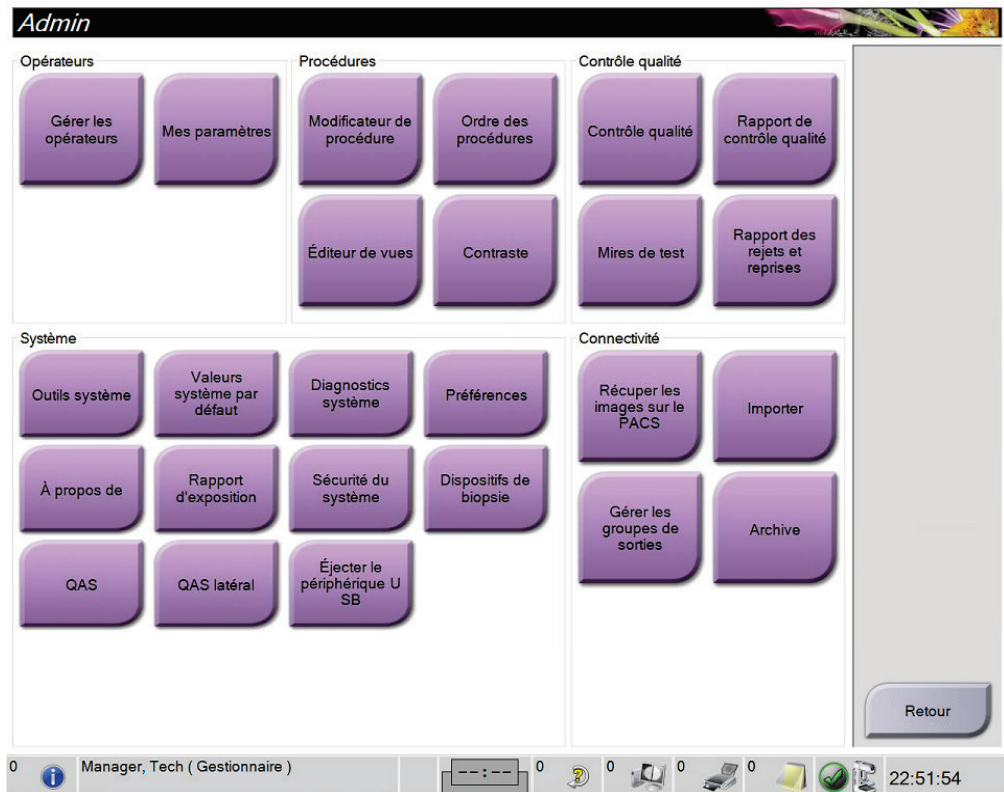 Admin
Opérateurs
Gérer les
opérateurs
Mes paramètres
Procédures
Modificateur de
procédure
Ordre des
procédures
Éditeur de vues
Contraste
Contrôle qualité
Contrôle qualité
Rapport de
contrôle qualité
Mires de test
Rapport des
rejets et
reprises
Système
Outils système
Valeurs
système par
défaut
Diagnostics
système
Préférences
À propos de
Rapport
d'exposition
Sécurité du
système
Dispositifs de
biopsie
QAS
QAS latéral
Éjecter le
périphérique U
SB
Connectivité
Récuper les
images sur le
PACS
Importer
Gérer les
groupes de
sorties
Archive
Retour
0
Manager, Tech ( Gestionnaire )
--:--
0
0
0
0
22:51:54